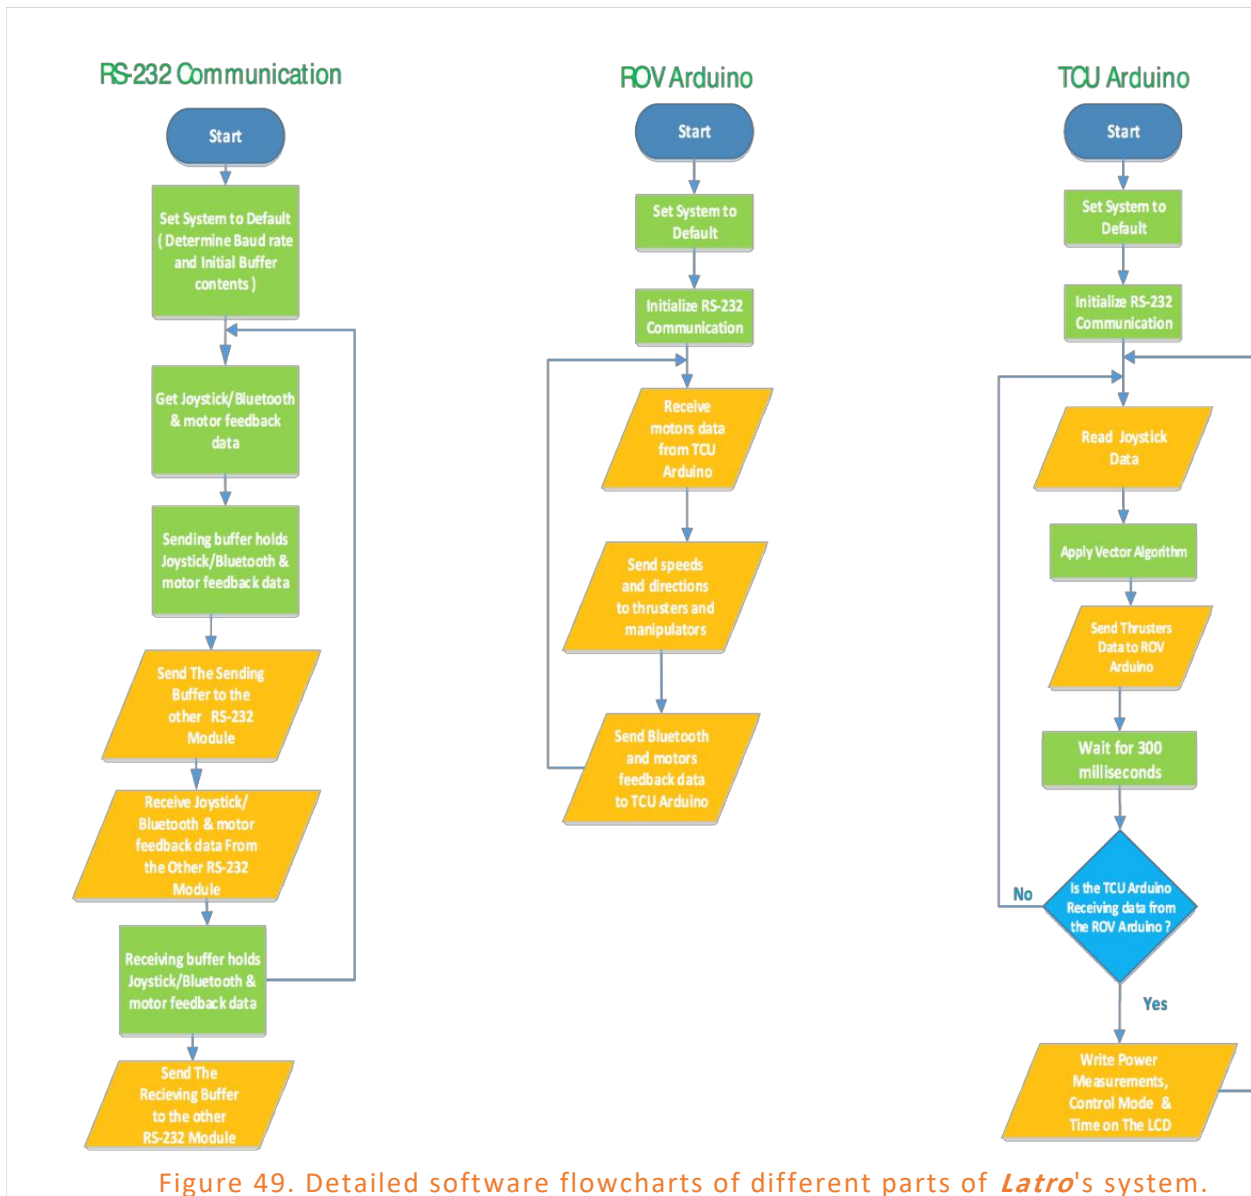 RS-232 Communication
Start
Set System to Default
( Determine Baud rate
and Initial Buffer
contents )
Get Joystick/Bluetooth
& motor feedback
data
Sending buffer holds
Joystick/Bluetooth &
motor feedback data
Send The Sending
Buffer to the
other RS-232
Module
Receive Joystick/
Bluetooth & motor
feedback data From
the Other RS-232
Module
Receiving buffer holds
Joystick/Bluetooth &
motor feedback data
Send The
Recieving Buffer
to the other
RS-232 Module
ROV Arduino
Start
Set System to
Default
Initialize RS-232
Communication
Receive
motors data
from TCU
Arduino
Send speeds
and directions
to thrusters and
manipulators
Send Bluetooth
and motors
feedback data
to TCU Arduino
TCU Arduino
Start
Set System to
Default
Initialize RS-232
Communication
Read Joystick
Data
Apply Vector Algorithm
Send Thrusters
Data to ROV
Arduino
Wait for 300
milliseconds
Is the TCU Arduino
Receiving data from
the ROV Arduino ?
No
Yes
Write Power
Measurements,
Control Mode &
Time on The LCD
Figure 49. Detailed software flowcharts of different parts of Latro's system.